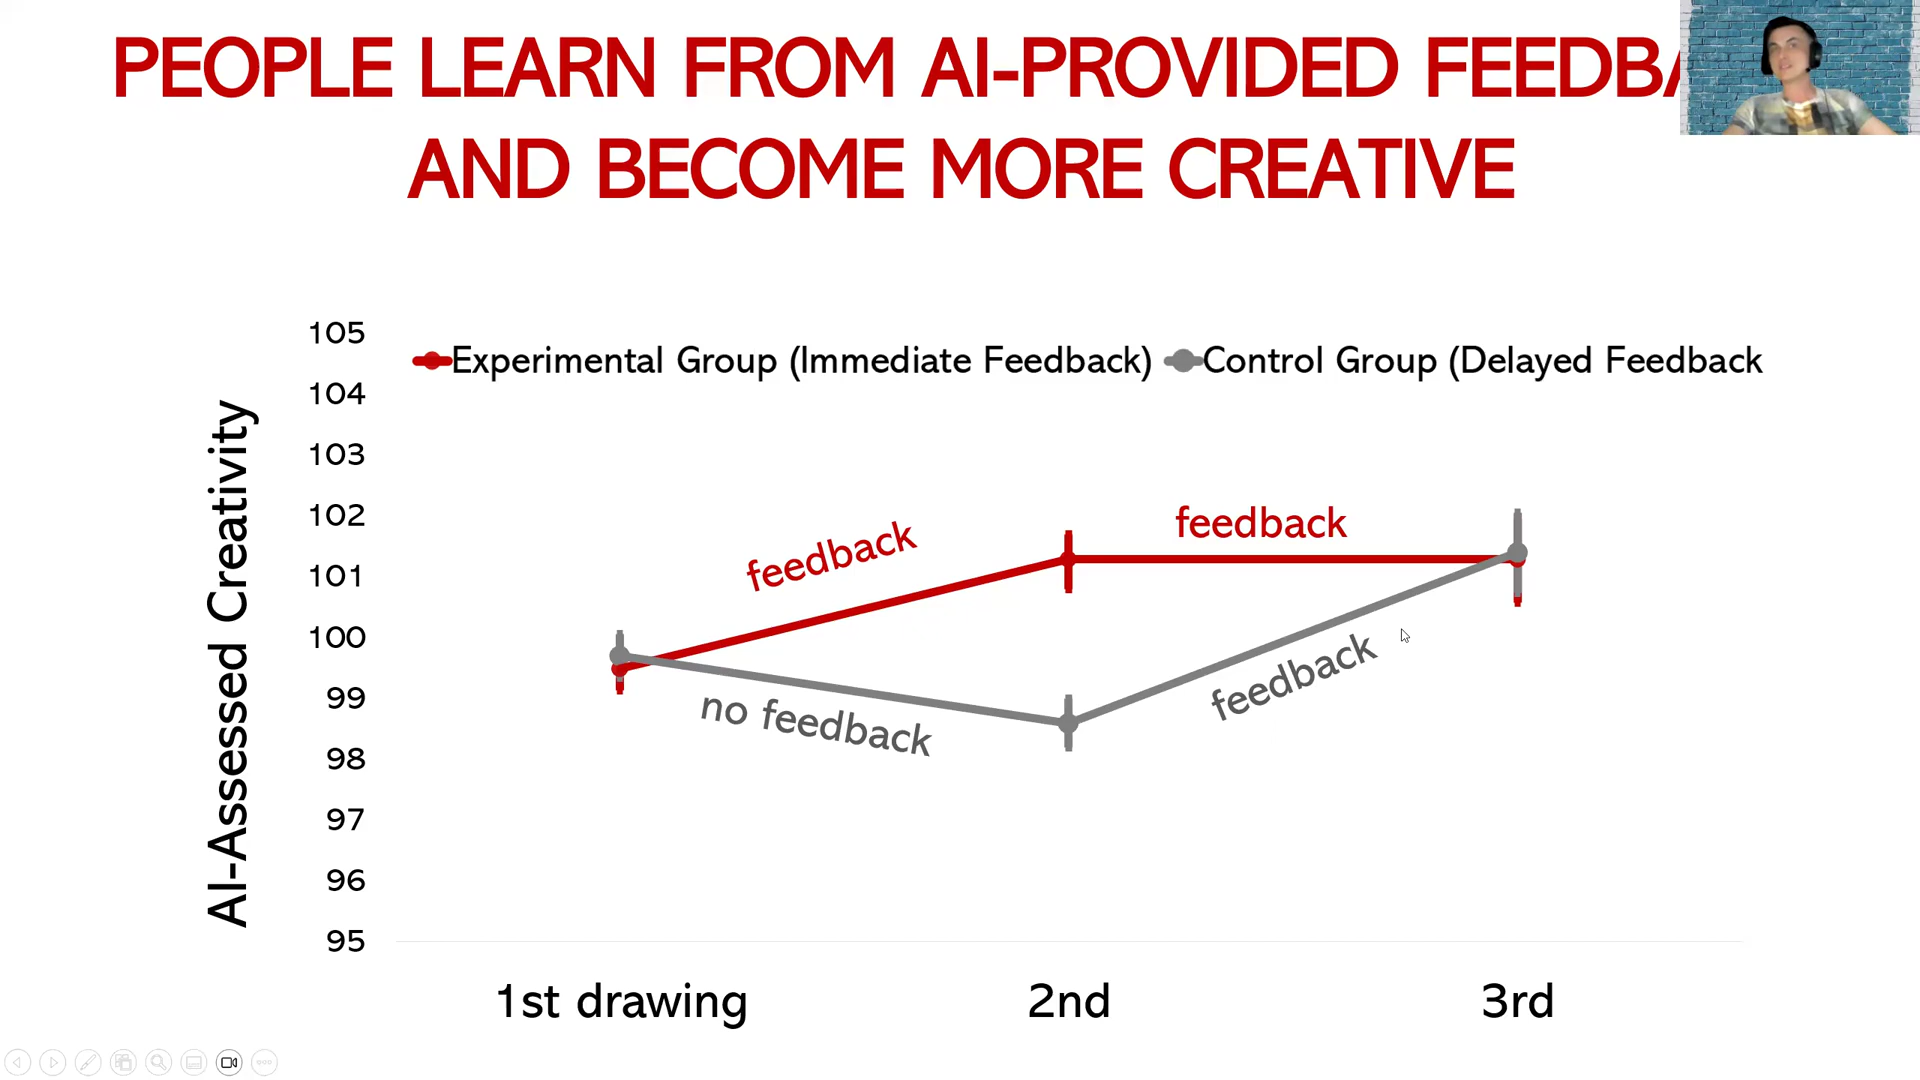 PEOPLE LEARN FROM AI-PROVIDED FEEDBA
AND BECOME MORE CREATIVE
Experimental Group (Immediate Feedback) Control Group (Delayed Feedback
AI-Assessed Creativity
105
104
103
102
101
100
99
98
97
96
95
feedback
feedback
no feedback
feedback
1st drawing 2nd 3rd